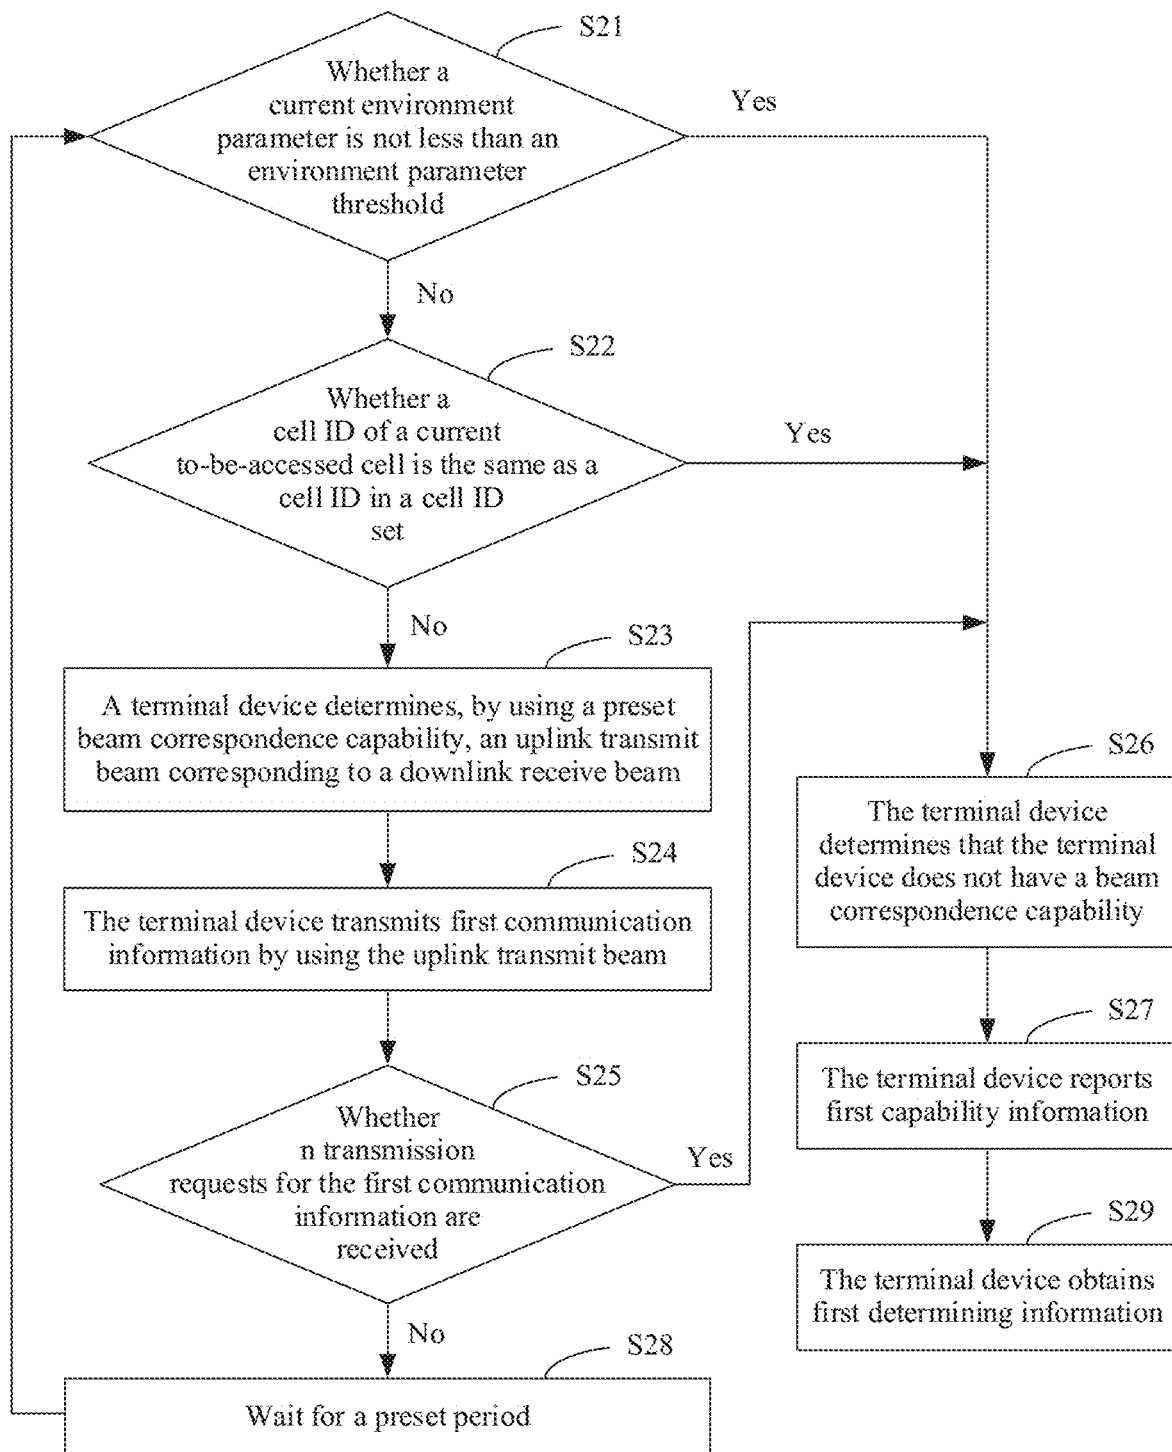 S21
Whether a
current environment
parameter is not less than an
environment parameter
threshold
Yes
No
S22
Whether a
cell ID of a current
to-be-accessed cell is the same as a
cell ID in a cell ID
set
Yes
No
S23
A terminal device determines, by using a preset
beam correspondence capability, an uplink transmit
beam corresponding to a downlink receive beam
S24
The terminal device transmits first communication
information by using the uplink transmit beam
S25
Whether
n transmission
requests for the first communication
information are
received
Yes
No
S28
Wait for a preset period
S26
The terminal device
determines that the terminal
device does not have a beam
correspondence capability
S27
The terminal device reports
first capability information
S29
The terminal device obtains
first determining information